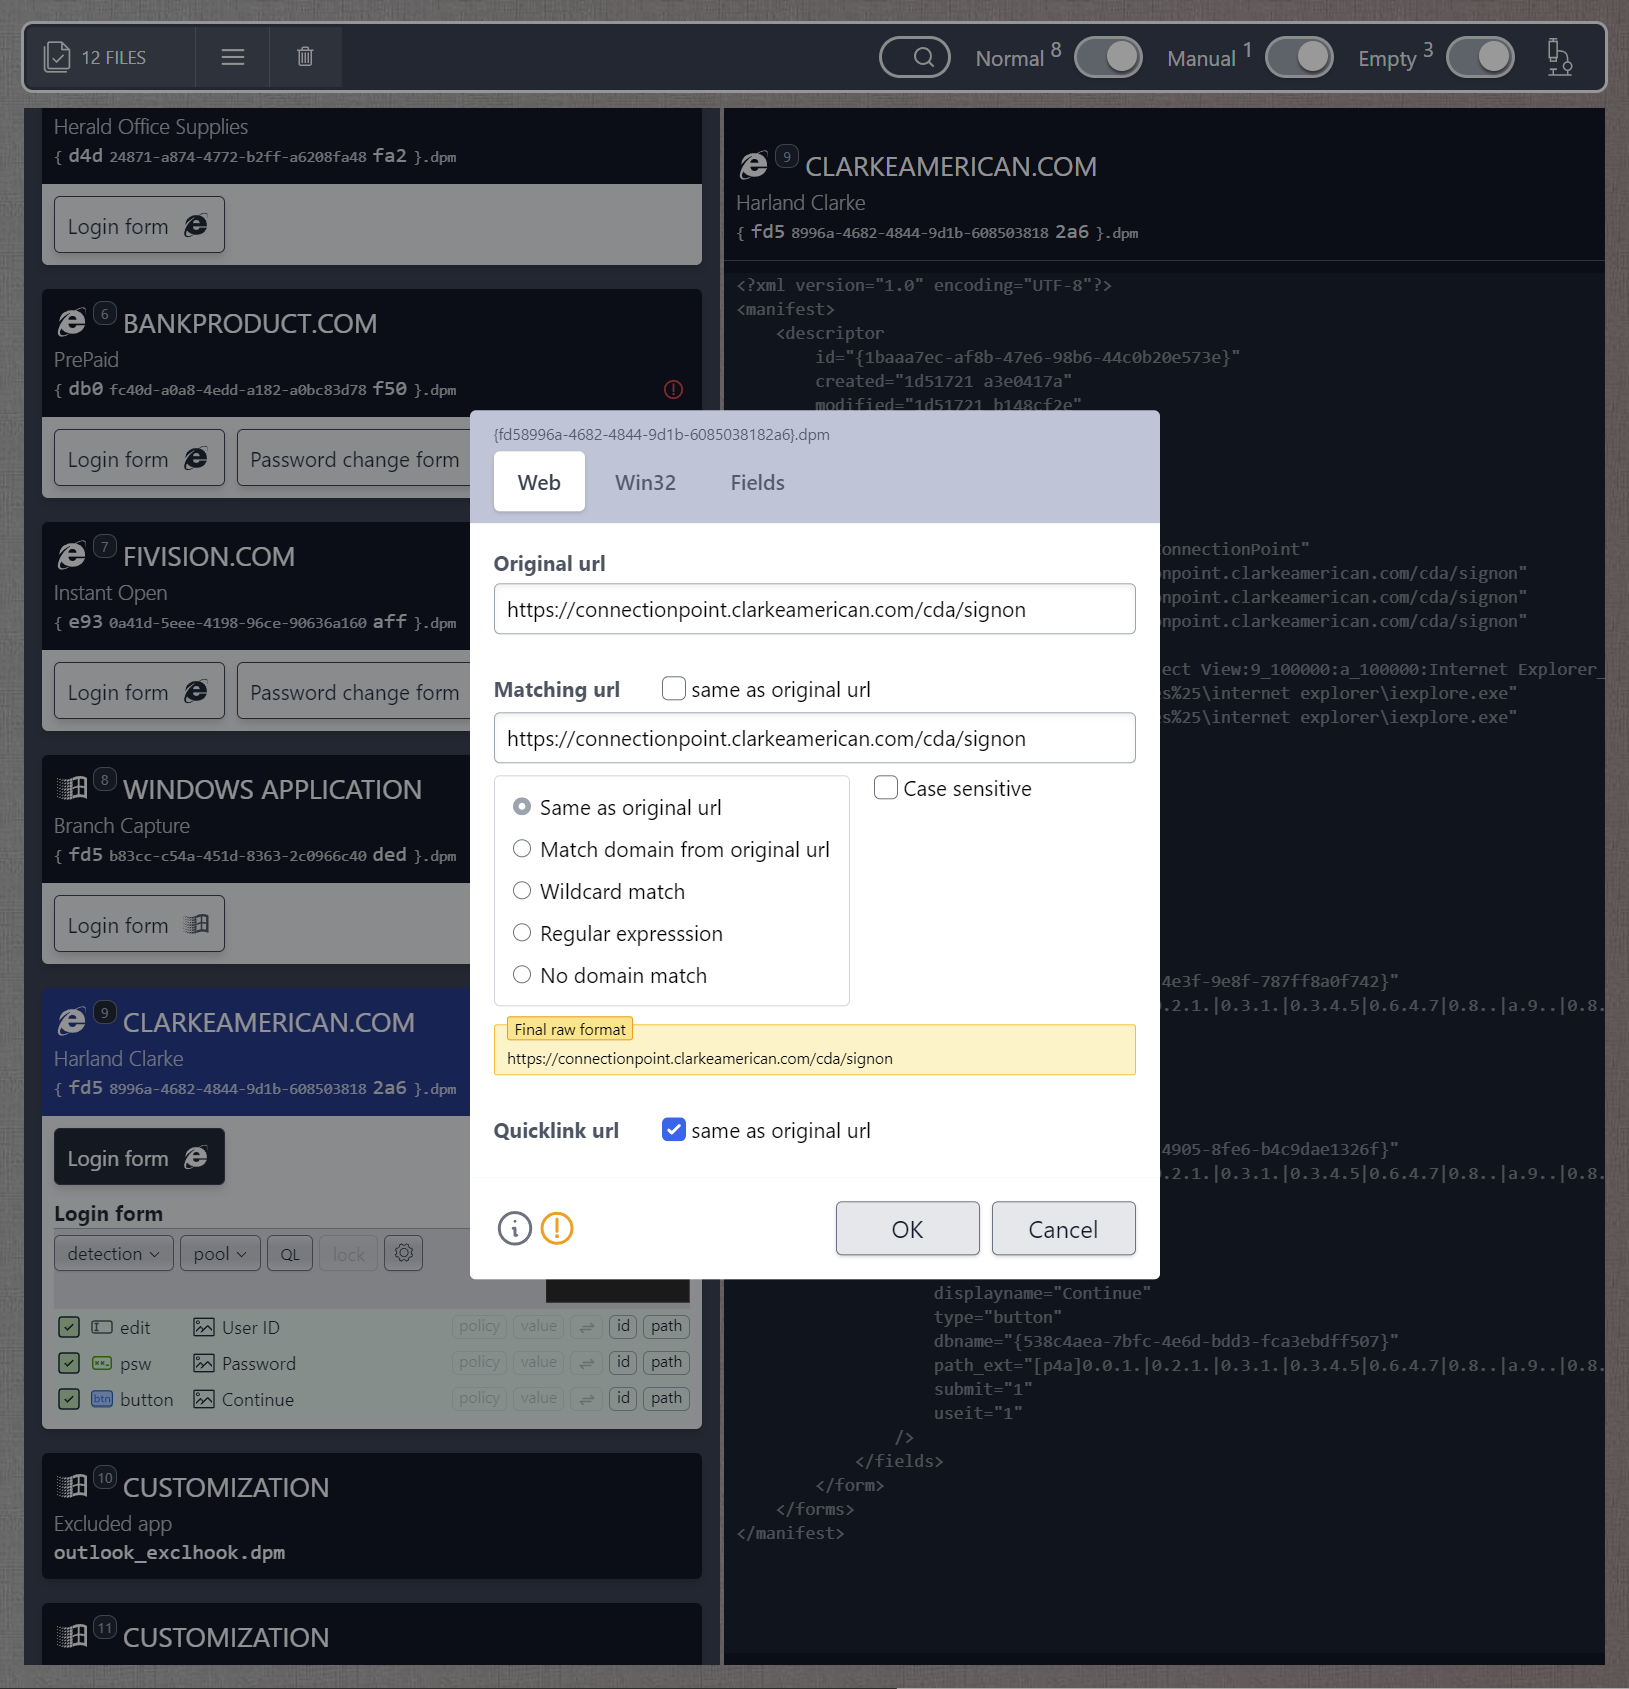 12 FILES
Normal 8
Manual 1
Empty 3
Herald Office Supplies
{ d4d 24871-a874-4772-b2ff-a6208fa48 fa2 }.dpm
Login form
6 BANKPRODUCT.COM
PrePaid
{ db0 fc40d-a0a8-4edd-a182-a0bc83d78 f50 }.dpm
Login form
Password change form
7 FIVISION.COM
Instant Open
{ e93 0a41d-5eee-4198-96ce-90636a160 aff }.dpm
Login form
Password change form
8 WINDOWS APPLICATION
Branch Capture
{ fd5 b83cc-c54a-451d-8363-2c0966c40 ded }.dpm
Login form
9 CLARKEAMERICAN.COM
Harland Clarke
{ fd5 8996a-4682-4844-9d1b-608503818 2a6 }.dpm
Login form
Login form
detection pool QL lock
edit User ID policy value id path
psw Password policy value id path
btn button Continue policy value id path
10 CUSTOMIZATION
Excluded app
outlook_exclhook.dpm
11 CUSTOMIZATION
9 CLARKEAMERICAN.COM
Harland Clarke
{ fd5 8996a-4682-4844-9d1b-608503818 2a6 }.dpm
<?xml version="1.0" encoding="UTF-8"?>
<manifest>
<descriptor
id="{1baaa7ec-af8b-47e6-98b6-44c0b20e573e}"
created="1d51721 a3e0417a"
modified="1d51721 b148cf2e"
onnectionPoint"
npoint.clarkeamerican.com/cda/signon"
npoint.clarkeamerican.com/cda/signon"
npoint.clarkeamerican.com/cda/signon"
ect View:9_100000:a_100000:Internet Explorer_
s%25\internet explorer\iexplore.exe"
s%25\internet explorer\iexplore.exe"
4e3f-9e8f-787ff8a0f742}"
.2.1.|0.3.1.|0.3.4.5|0.6.4.7|0.8..|a.9..|0.8.
4905-8fe6-b4c9dae1326f}"
.2.1.|0.3.1.|0.3.4.5|0.6.4.7|0.8..|a.9..|0.8.
displayname="Continue"
type="button"
dbname="{538c4aea-7bfc-4e6d-bdd3-fca3ebdff507}"
path_ext="[p4a]0.0.1.|0.2.1.|0.3.1.|0.3.4.5|0.6.4.7|0.8..|a.9..|0.8.
submit="1"
useit="1"
/>
</fields>
</form>
</forms>
</manifest>
{fd58996a-4682-4844-9d1b-6085038182a6}.dpm
Web Win32 Fields
Original url
https://connectionpoint.clarkeamerican.com/cda/signon
Matching url same as original url
https://connectionpoint.clarkeamerican.com/cda/signon
Same as original url
Match domain from original url
Wildcard match
Regular expresssion
No domain match
Case sensitive
Final raw format
https://connectionpoint.clarkeamerican.com/cda/signon
Quicklink url same as original url
OK Cancel